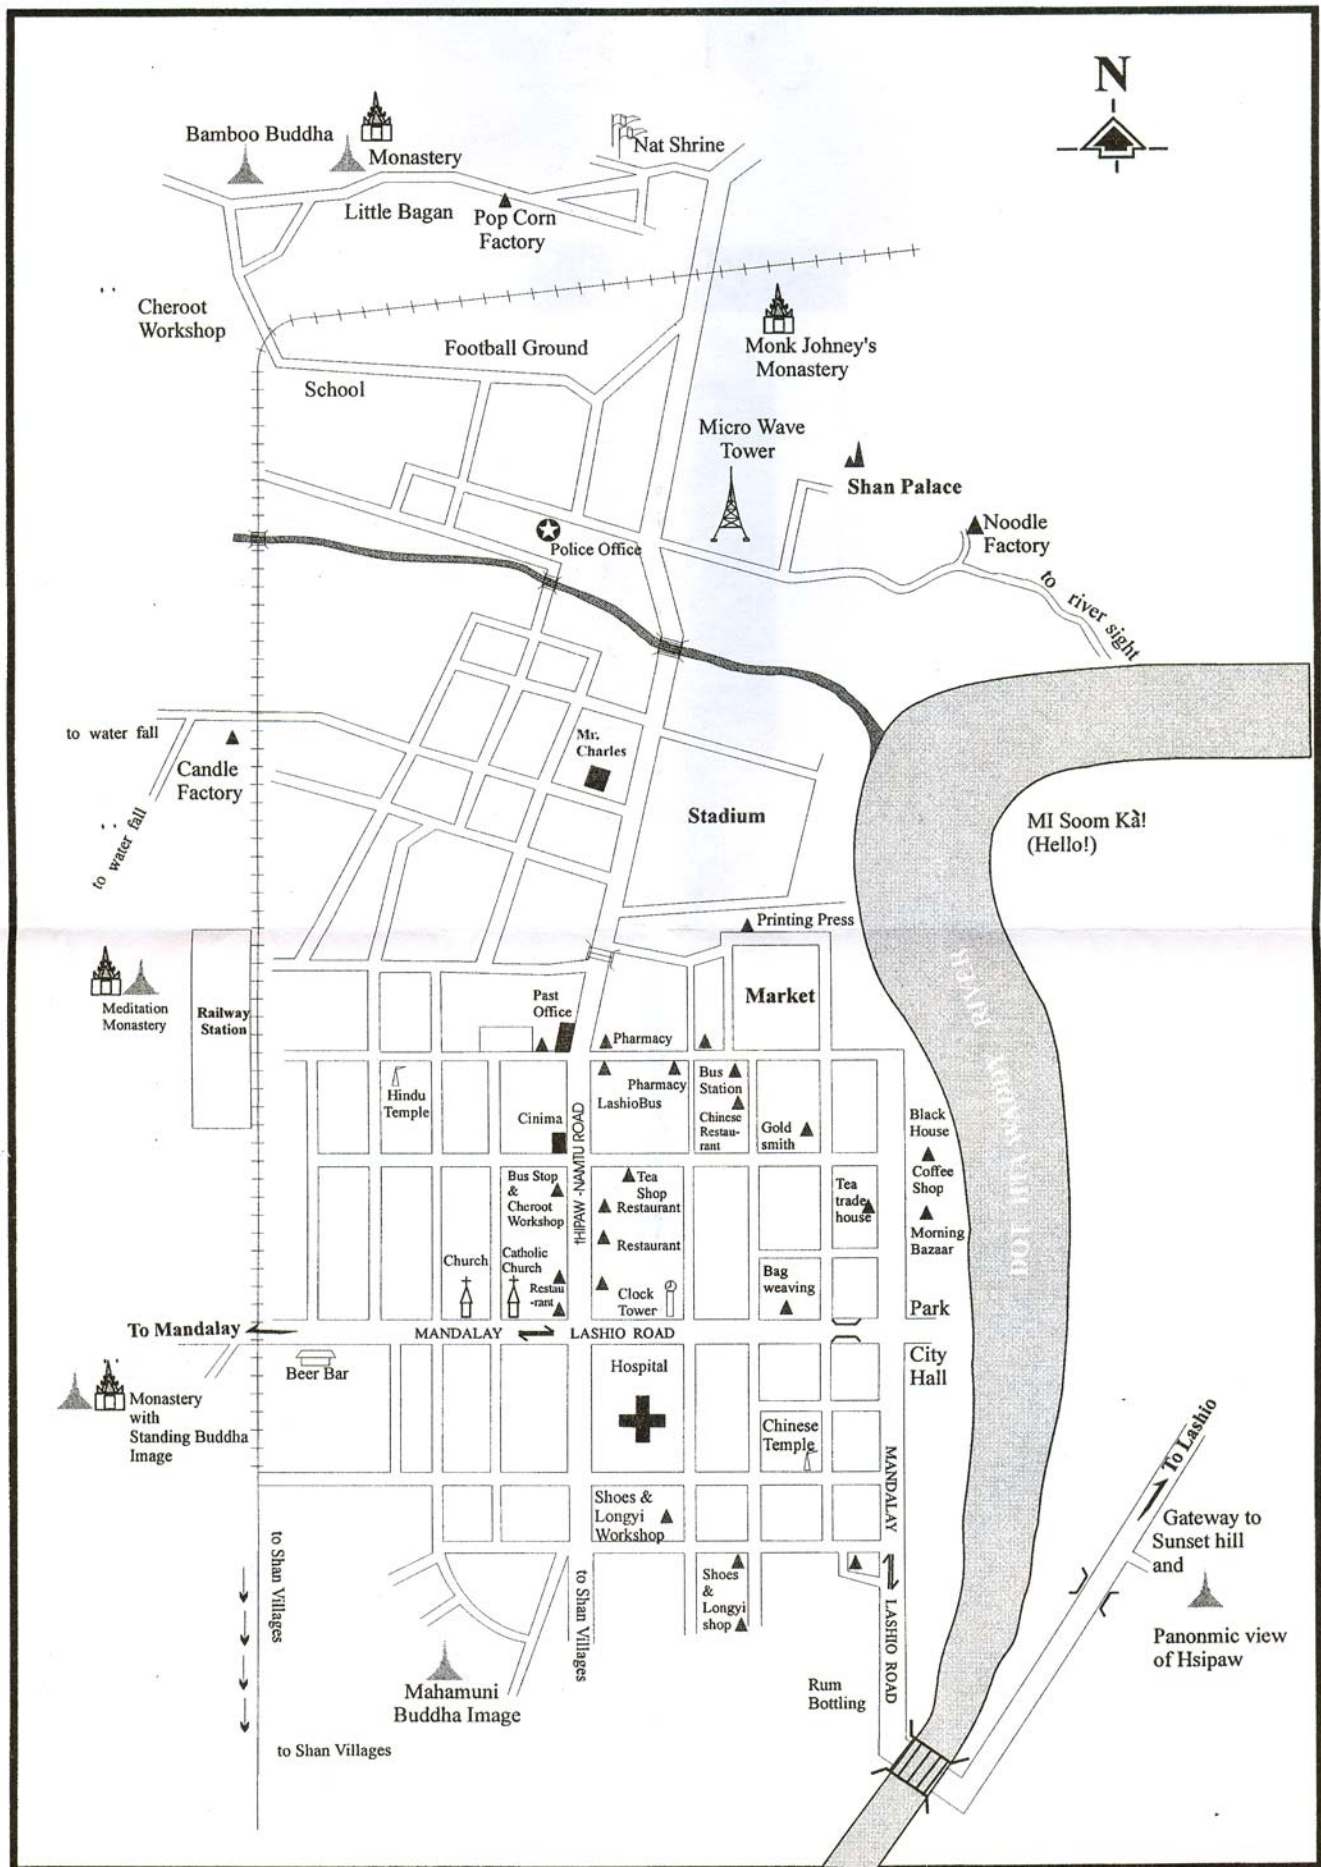 N
Bamboo Buddha
Monastery
Nat Shrine
Little Bagan
Pop Corn
Factory
Cheroot
Workshop
Football Ground
Monk Johney's
Monastery
School
Micro Wave
Tower
Shan Palace
Noodle
Factory
Police Office
to river sight
to water fall
Mr.
Charles
Candle
Factory
to water fall
Stadium
MI Soom Kà!
(Hello!)
Printing Press
Meditation
Monastery
Railway
Station
Past
Office
Market
RIVER
Pharmacy
Hindu
Temple
Pharmacy
LashioBus
Bus
Station
Chinese
Restau-
rant
Cinima
Gold
smith
Black
House
tHIPAW -NAMTU ROAD
Coffee
Shop
Bus Stop
&
Cheroot
Workshop
Tea
Shop
Restaurant
Tea
trade
house
Restaurant
Morning
Bazaar
Church
Catholic
Church
Restau
-rant
Clock
Tower
Bag
weaving
Park
To Mandalay
MANDALAY LASHIO ROAD
City
Hall
Beer Bar
Hospital
Monastery
with
Standing Buddha
Image
Chinese
Temple
To Lashio
MANDALAY LASHIO ROAD
Shoes &
Longyi
Workshop
Gateway to
Sunset hill
and
to Shan Villages
to Shan Villages
Shoes
&
Longyi
shop
Panonmic view
of Hsipaw
Mahamuni
Buddha Image
Rum
Bottling
to Shan Villages